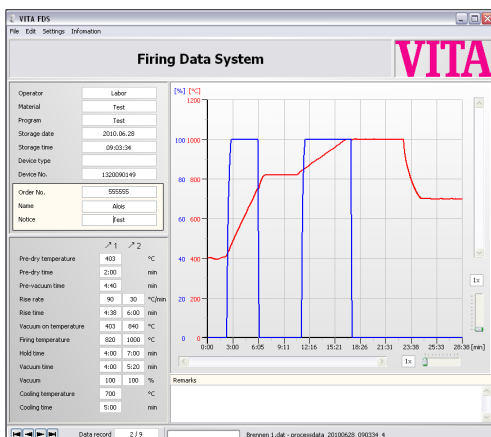 VITA FDS
File Edit Settings Infomation
Firing Data System
VITA
Operator Labor
Material Test
Program Test
Storage date 2010.06.28
Storage time 09:03:34
Device type
Device No. 1320090149
Order No. 555555
Name Alois
Notice Test
↗1 ↗2
Pre-dry temperature 403 °C
Pre-dry time 2:00 min
Pre-vacuum time 4:40 min
Rise rate 90 30 °C/min
Rise time 4:38 6:00 min
Vacuum on temperature 403 840 °C
Firing temperature 820 1000 °C
Hold time 4:00 7:00 min
Vacuum time 4:00 5:20 min
Vacuum 100 100 %
Cooling temperature 700 °C
Cooling time 5:00 min
[%] [°C]
1200
100 1000
80 800
60 600
40 400
20 200
0 0
0:00 3:00 6:05 9:11 12:16 15:21 18:26 21:31 23:38 25:33 28:38 [min]
1x
1x
Remarks
Data record 2 / 9
Brennen 1.dat - processdata_20100628_090334_4